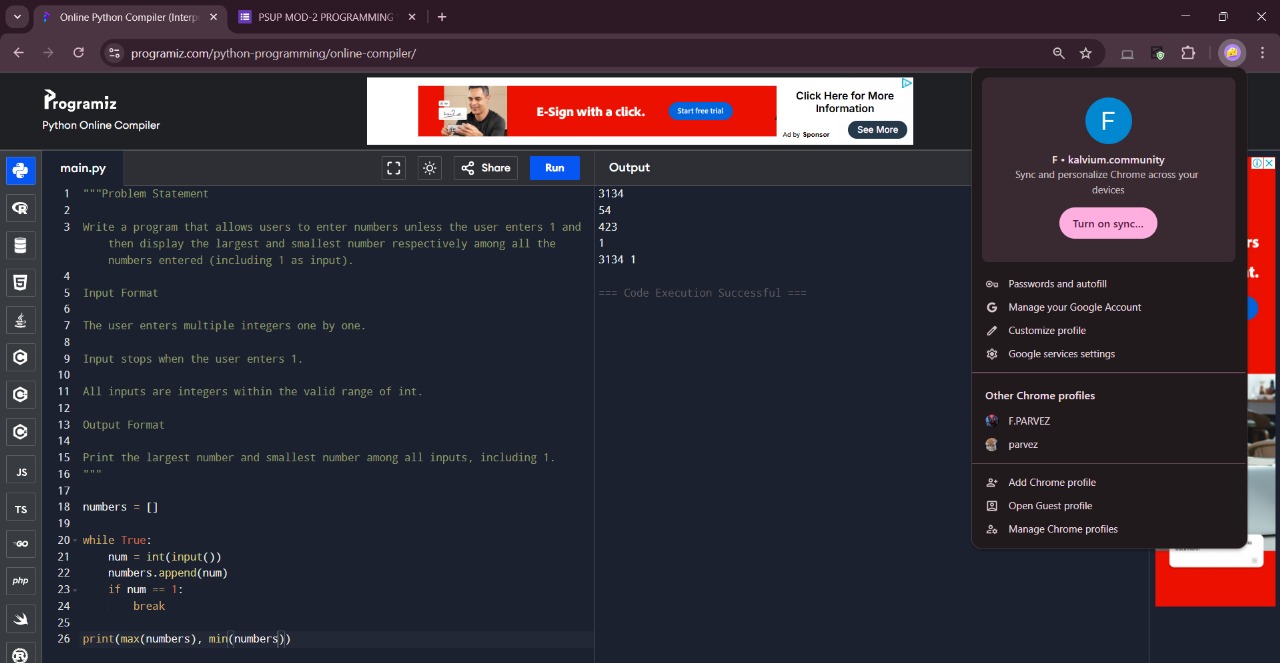 Online Python Compiler (Interp
PSUP MOD-2 PROGRAMMING
programiz.com/python-programming/online-compiler/
Programiz
Python Online Compiler
E-Sign with a click.
Start free trial
Click Here for More
Information
Ad by Sponsor
See More
main.py
Share
Run
Output
1 """Problem Statement
2
3 Write a program that allows users to enter numbers unless the user enters 1 and
then display the largest and smallest number respectively among all the
numbers entered (including 1 as input).
4
5 Input Format
6
7 The user enters multiple integers one by one.
8
9 Input stops when the user enters 1.
10
11 All inputs are integers within the valid range of int.
12
13 Output Format
14
15 Print the largest number and smallest number among all inputs, including 1.
16 """
17
18 numbers = []
19
20 while True:
21 num = int(input())
22 numbers.append(num)
23 if num == 1:
24 break
25
26 print(max(numbers), min(numbers))
JS
TS
GO
php
3134
54
423
1
3134 1
=== Code Execution Successful ===
F
F • kalvium.community
Sync and personalize Chrome across your
devices
Turn on sync...
Passwords and autofill
Manage your Google Account
Customize profile
Google services settings
Other Chrome profiles
F.PARVEZ
parvez
Add Chrome profile
Open Guest profile
Manage Chrome profiles
rs
t.